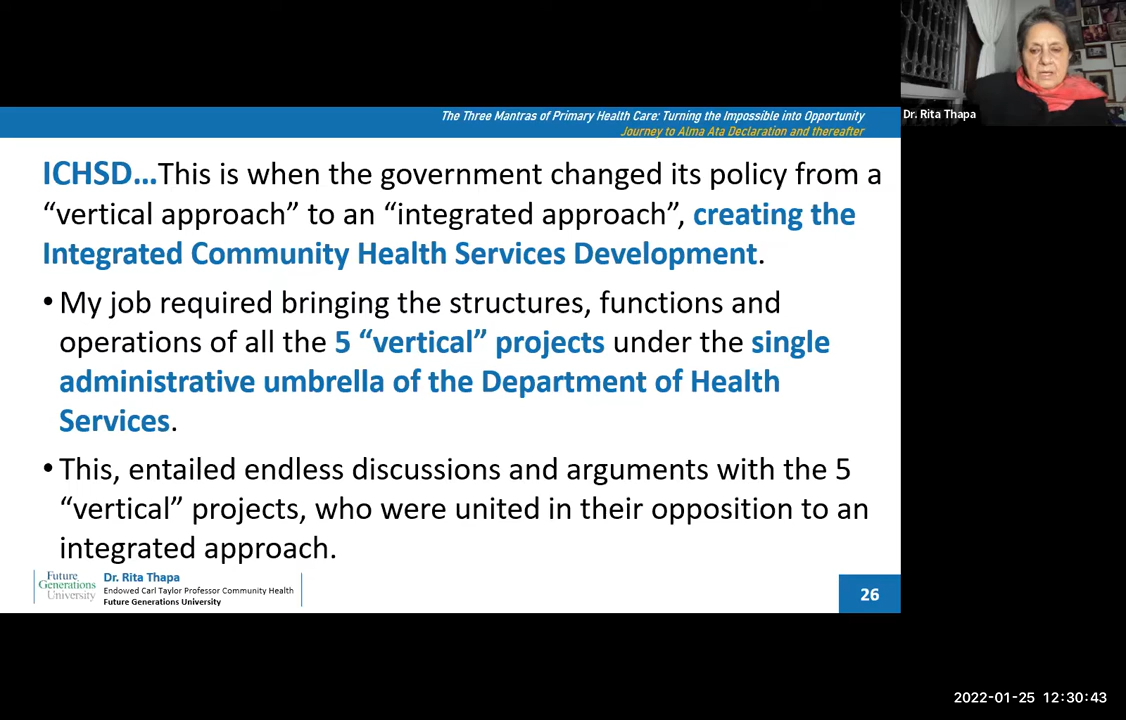 Dr. Rita Thapa
The Three Mantras of Primary Health Care: Turning the Impossible into Opportunity
Journey to Alma Ata Declaration and thereafter
ICHSD...This is when the government changed its policy from a
“vertical approach” to an “integrated approach”, creating the
Integrated Community Health Services Development.
• My job required bringing the structures, functions and
operations of all the 5 “vertical” projects under the single
administrative umbrella of the Department of Health
Services.
• This, entailed endless discussions and arguments with the 5
“vertical” projects, who were united in their opposition to an
integrated approach.
Future
Generations
University
Dr. Rita Thapa
Endowed Carl Taylor Professor Community Health
Future Generations University
26
2022-01-25 12:30:43